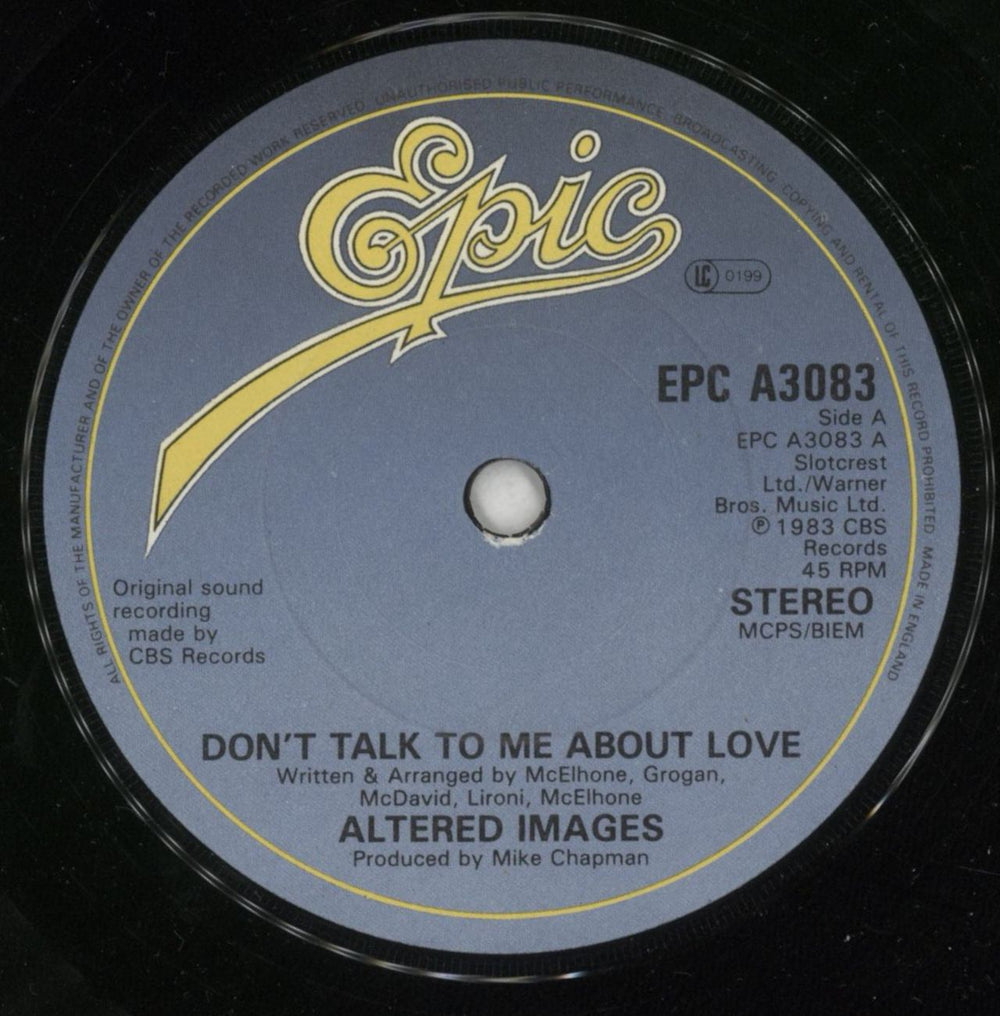 ALL RIGHTS OF THE MANUFACTURER AND OF THE OWNER OF THE RECORDED WORK RESERVED. UNAUTHORISED PUBLIC PERFORMANCE, BROADCASTING, COPYING AND RENTAL OF THIS RECORD PROHIBITED. MADE IN ENGLAND
Epic
LC 0199
EPC A3083
Side A
EPC A3083 A
Slotcrest
Ltd./Warner
Bros. Music Ltd.
℗ 1983 CBS
Records
45 RPM
STEREO
MCPS/BIEM
Original sound
recording
made by
CBS Records
DON'T TALK TO ME ABOUT LOVE
Written & Arranged by McElhone, Grogan,
McDavid, Lironi, McElhone
ALTERED IMAGES
Produced by Mike Chapman